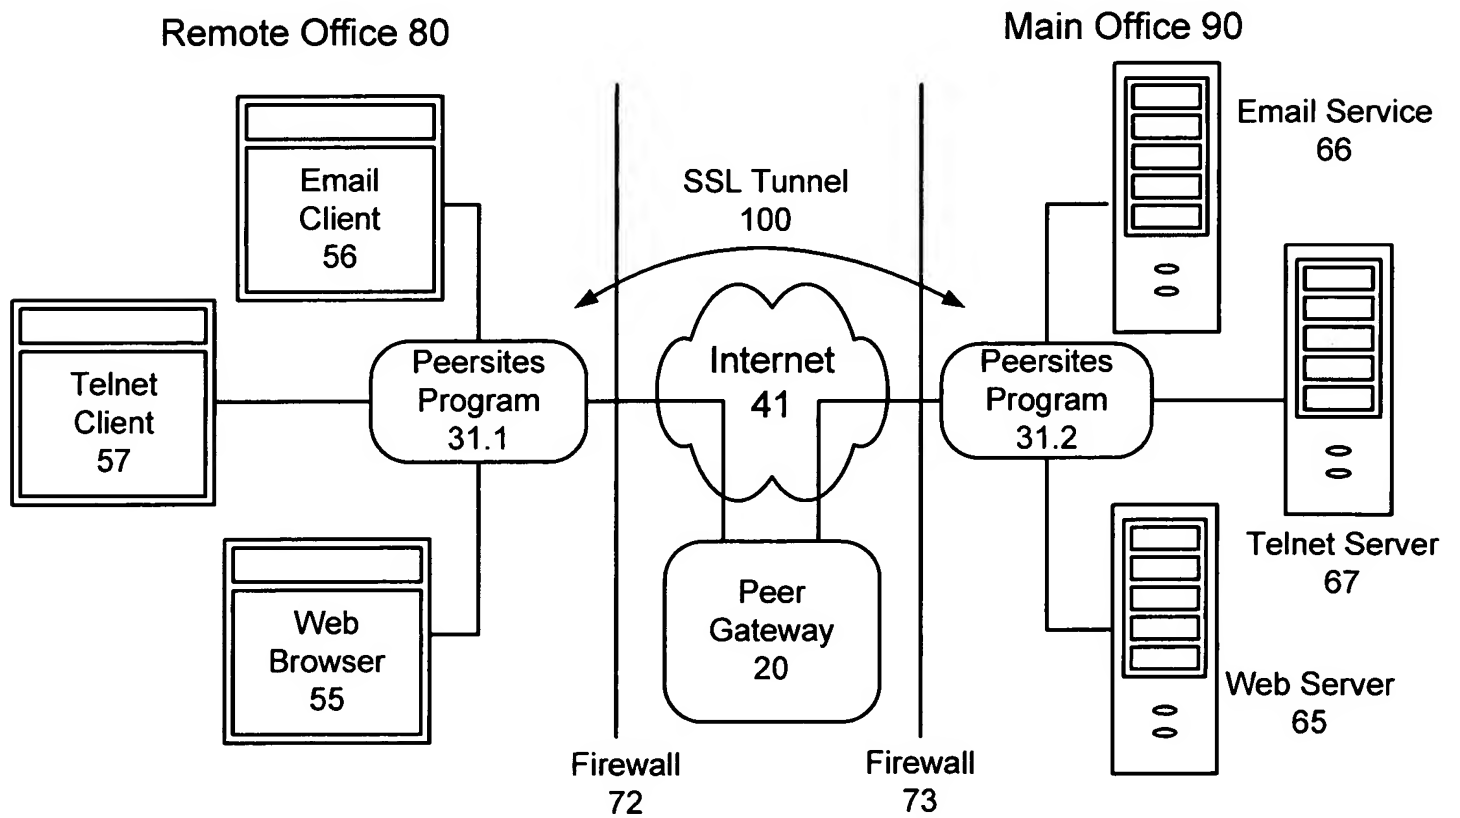 Remote Office 80
Main Office 90
Email
Client
56
Telnet
Client
57
Web
Browser
55
Peersites
Program
31.1
SSL Tunnel
100
Internet
41
Peer
Gateway
20
Firewall
72
Firewall
73
Peersites
Program
31.2
Email Service
66
Telnet Server
67
Web Server
65